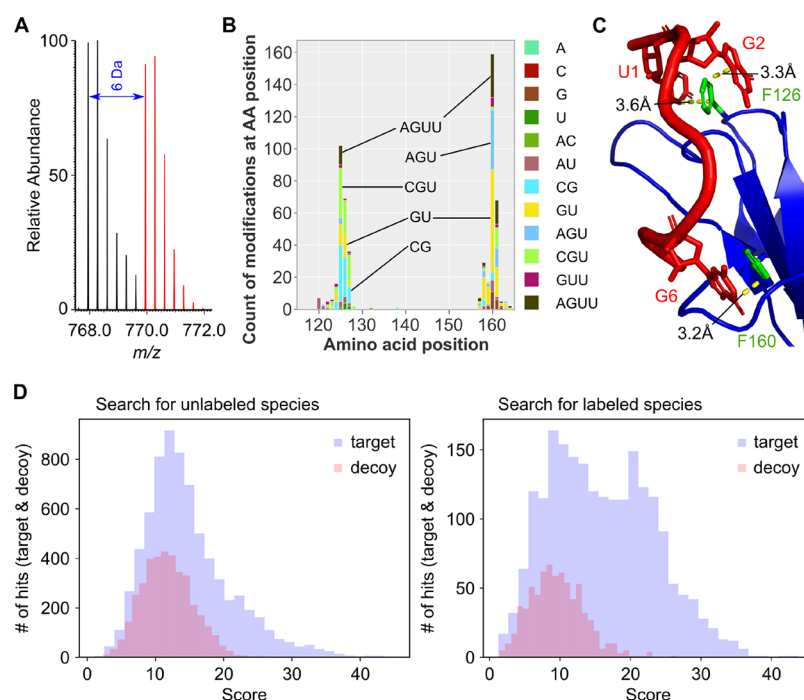 A
Relative Abundance
100
50
0
6 Da
768.0 770.0 772.0
m/z
B
Count of modifications at AA position
160
140
120
100
80
60
40
20
0
AGUU
AGU
CGU
GU
CG
120 130 140 150 160
Amino acid position
A
C
G
U
AC
AU
CG
GU
AGU
CGU
GUU
AGUU
C
G2
U1
3.3Å
3.6Å
F126
G6
3.2Å
F160
D
Search for unlabeled species
# of hits (target & decoy)
800
600
400
200
0
target
decoy
0 10 20 30 40
Score
Search for labeled species
# of hits (target & decoy)
150
100
50
0
target
decoy
0 10 20 30 40
Score